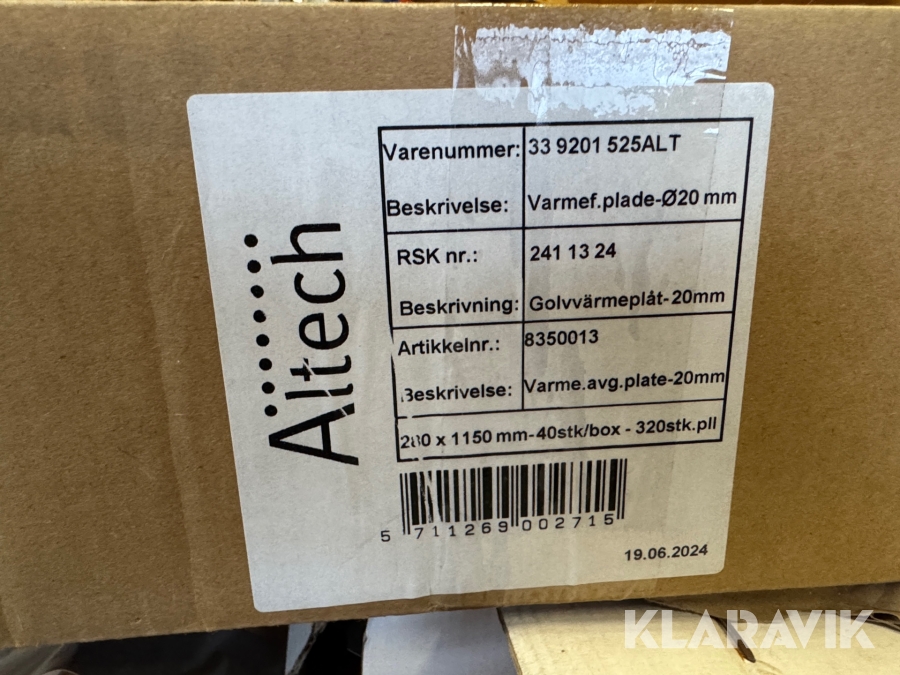 Altech
Varenummer: 33 9201 525ALT
Beskrivelse: Varmef.plade-Ø20 mm
RSK nr.: 241 13 24
Beskrivning: Golvvärmeplåt-20mm
Artikkelnr.: 8350013
Beskrivelse: Varme.avg.plate-20mm
280 x 1150 mm-40stk/box - 320stk.pll
5 711269 002715
19.06.2024
KLARAVIK